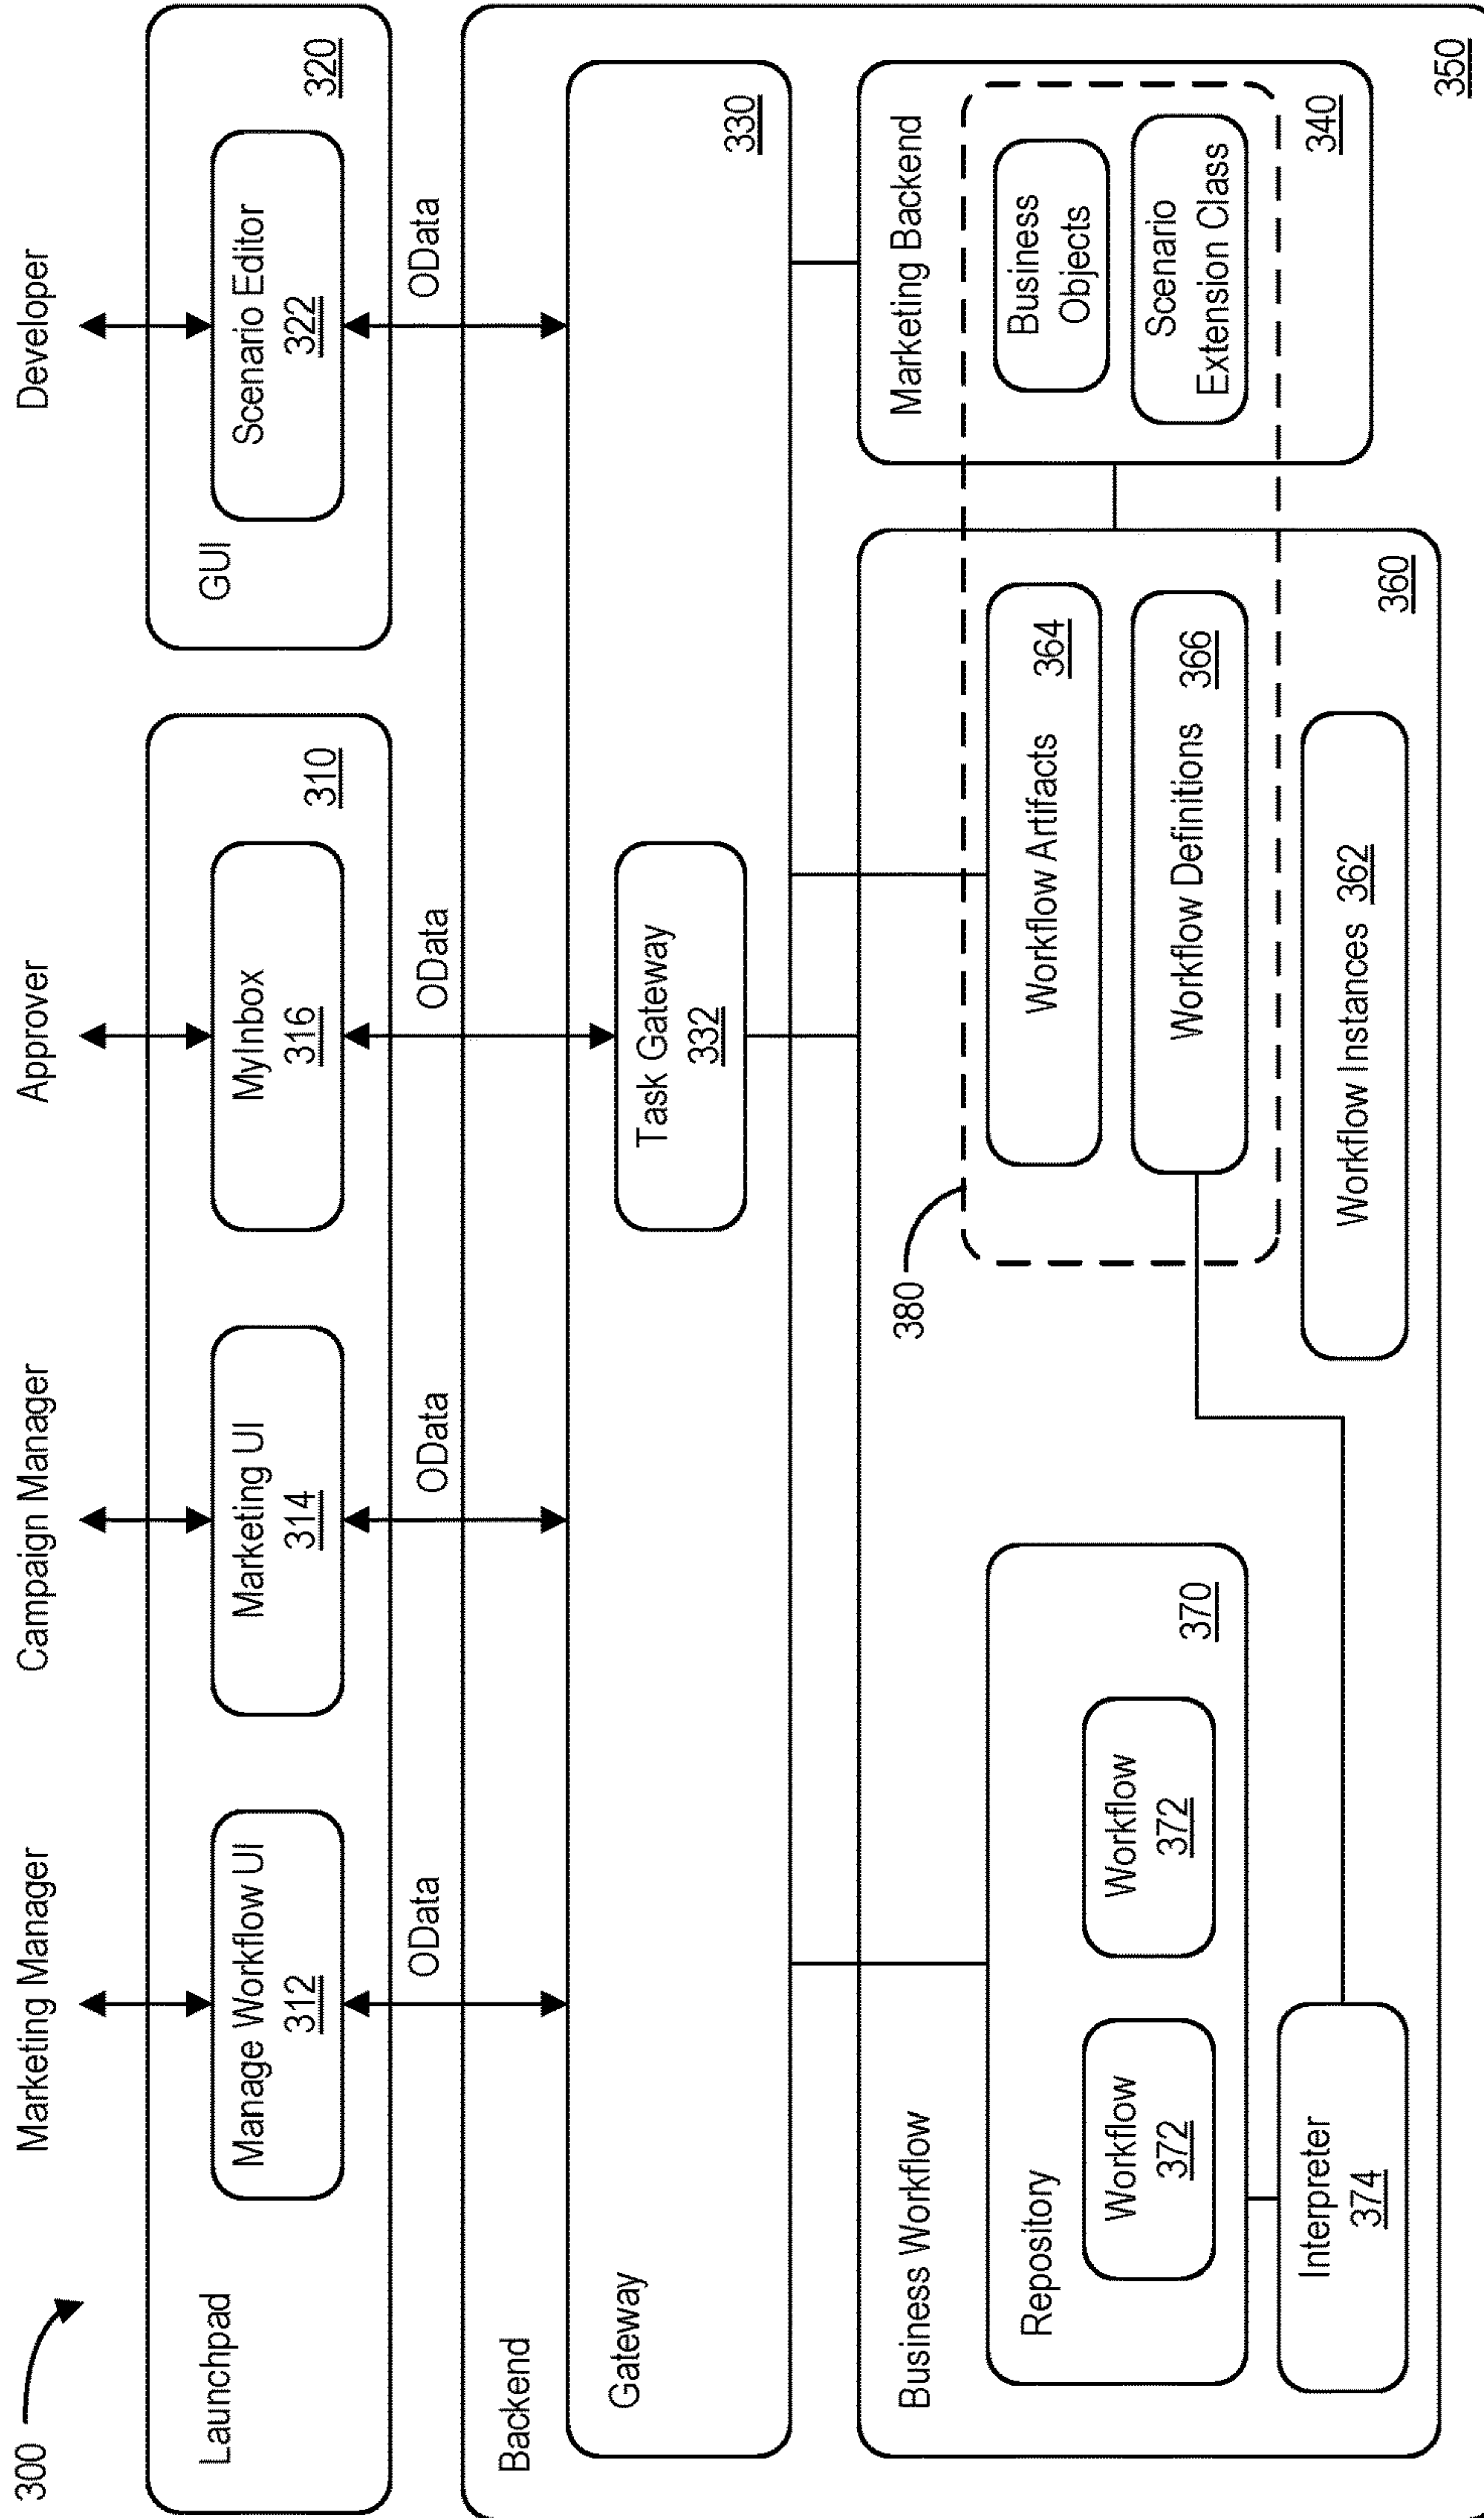 300
Marketing Manager
Campaign Manager
Approver
Developer
Launchpad
Manage Workflow UI
312
Marketing UI
314
MyInbox
316
310
GUI
Scenario Editor
322
320
OData
OData
OData
OData
Backend
Gateway
Task Gateway
332
330
Business Workflow
Repository
Workflow
372
Workflow
372
370
Interpreter
374
380
Workflow Artifacts
364
Workflow Definitions
366
Workflow Instances 362
360
Marketing Backend
Business
Objects
Scenario
Extension Class
340
350